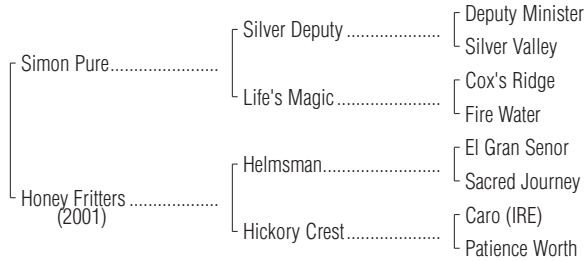 Deputy Minister
Silver Deputy ....................
Silver Valley
Simon Pure.......................
Cox's Ridge
Life's Magic ......................
Fire Water
El Gran Senor
Helmsman.........................
Sacred Journey
Honey Fritters ...................
(2001)
Caro (IRE)
Hickory Crest....................
Patience Worth